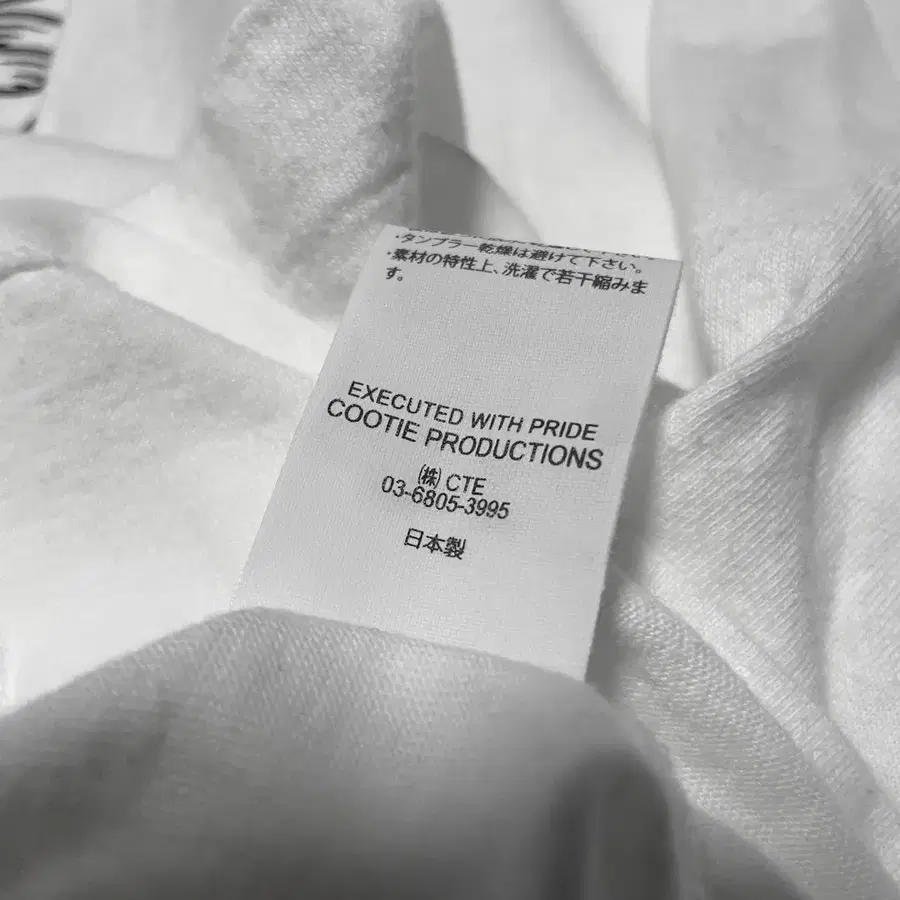 ・タンブラー乾燥は避けて下さい。
・素材の特性上、洗濯で若干縮みま
す。
EXECUTED WITH PRIDE
COOTIE PRODUCTIONS
㈱ CTE
03-6805-3995
日本製